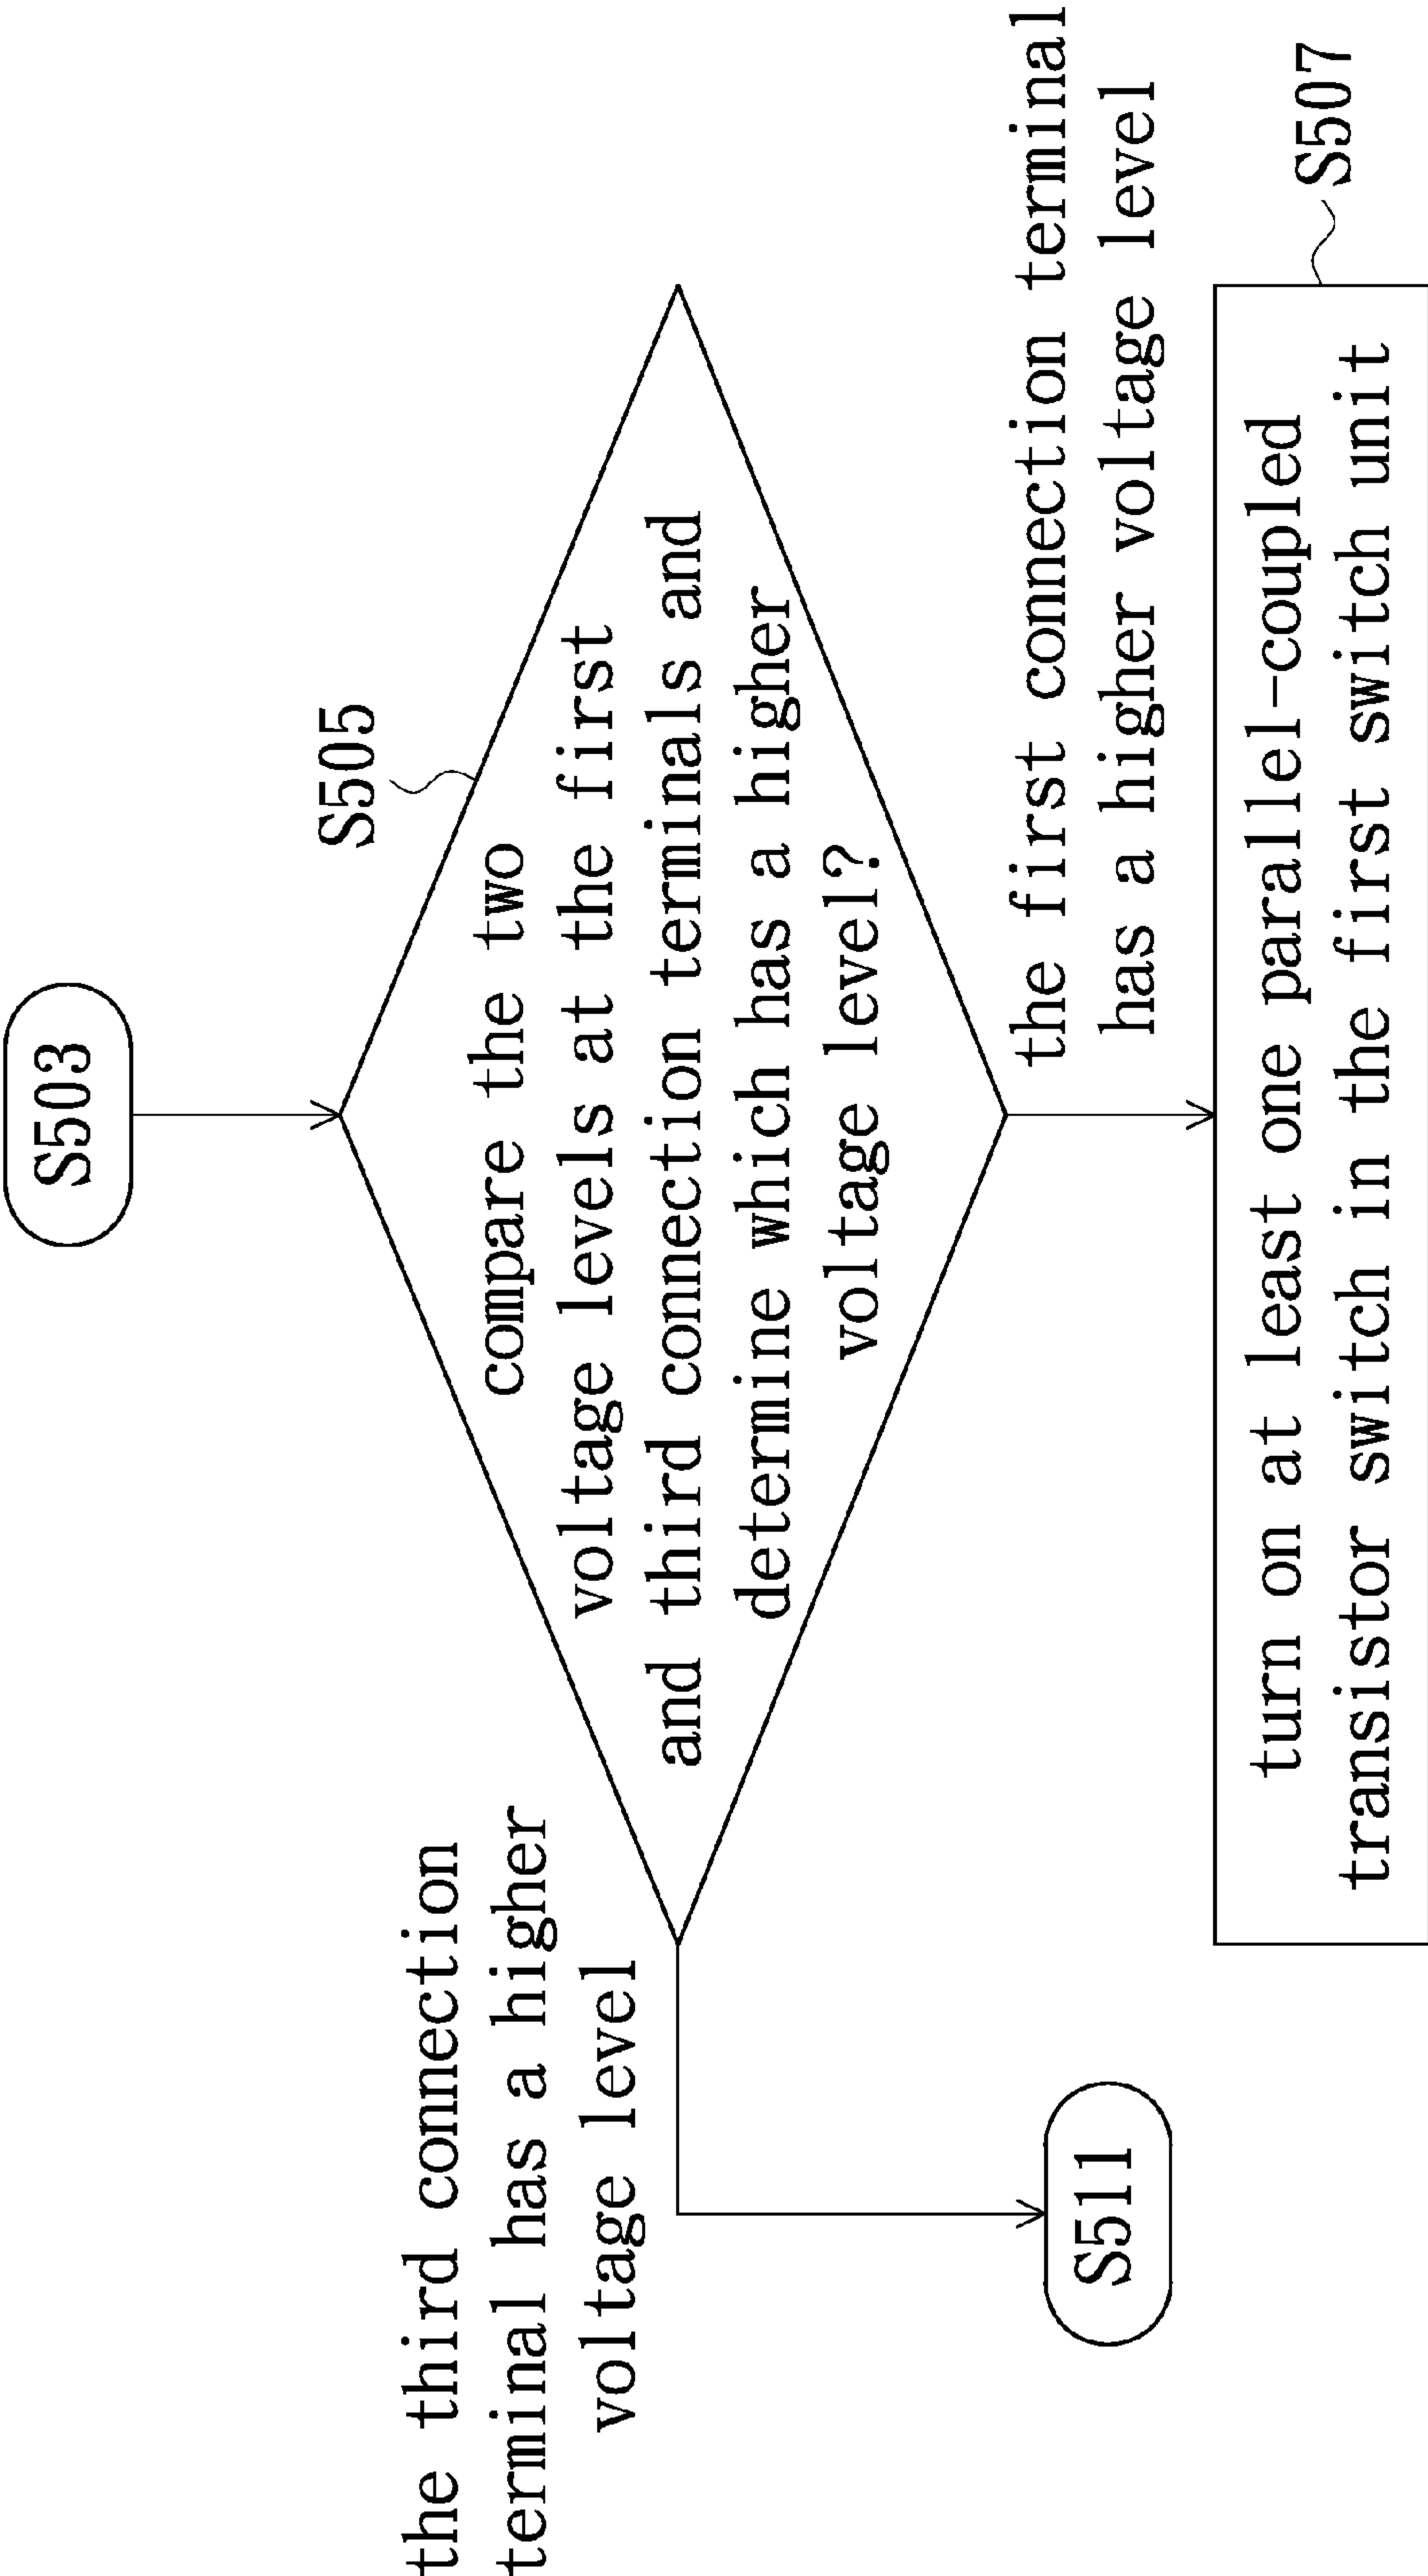 S503
S505
compare the two
voltage levels at the first
and third connection terminals and
determine which has a higher
voltage level?
the third connection
terminal has a higher
voltage level
S511
the first connection terminal
has a higher voltage level
S507
turn on at least one parallel-coupled
transistor switch in the first switch unit